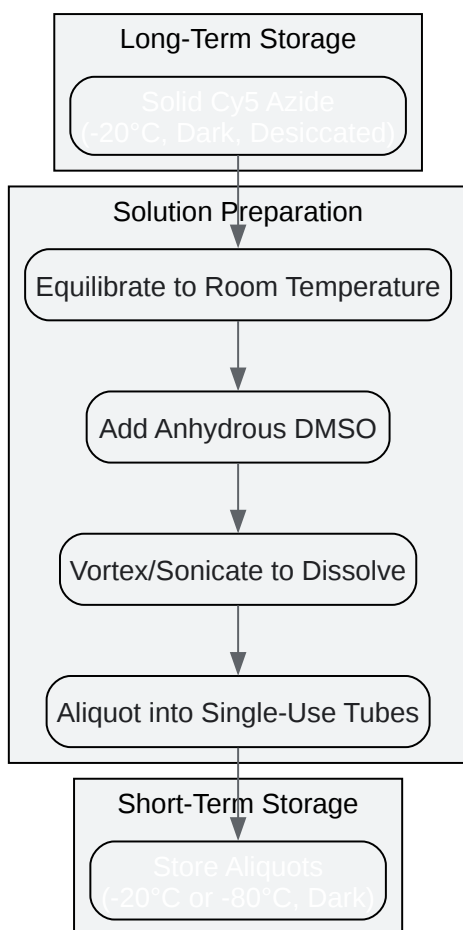 Long-Term Storage
Solid Cy5 Azide
(-20°C, Dark, Desiccated)
Solution Preparation
Equilibrate to Room Temperature
Add Anhydrous DMSO
Vortex/Sonicate to Dissolve
Aliquot into Single-Use Tubes
Short-Term Storage
Store Aliquots
(-20°C or -80°C, Dark)